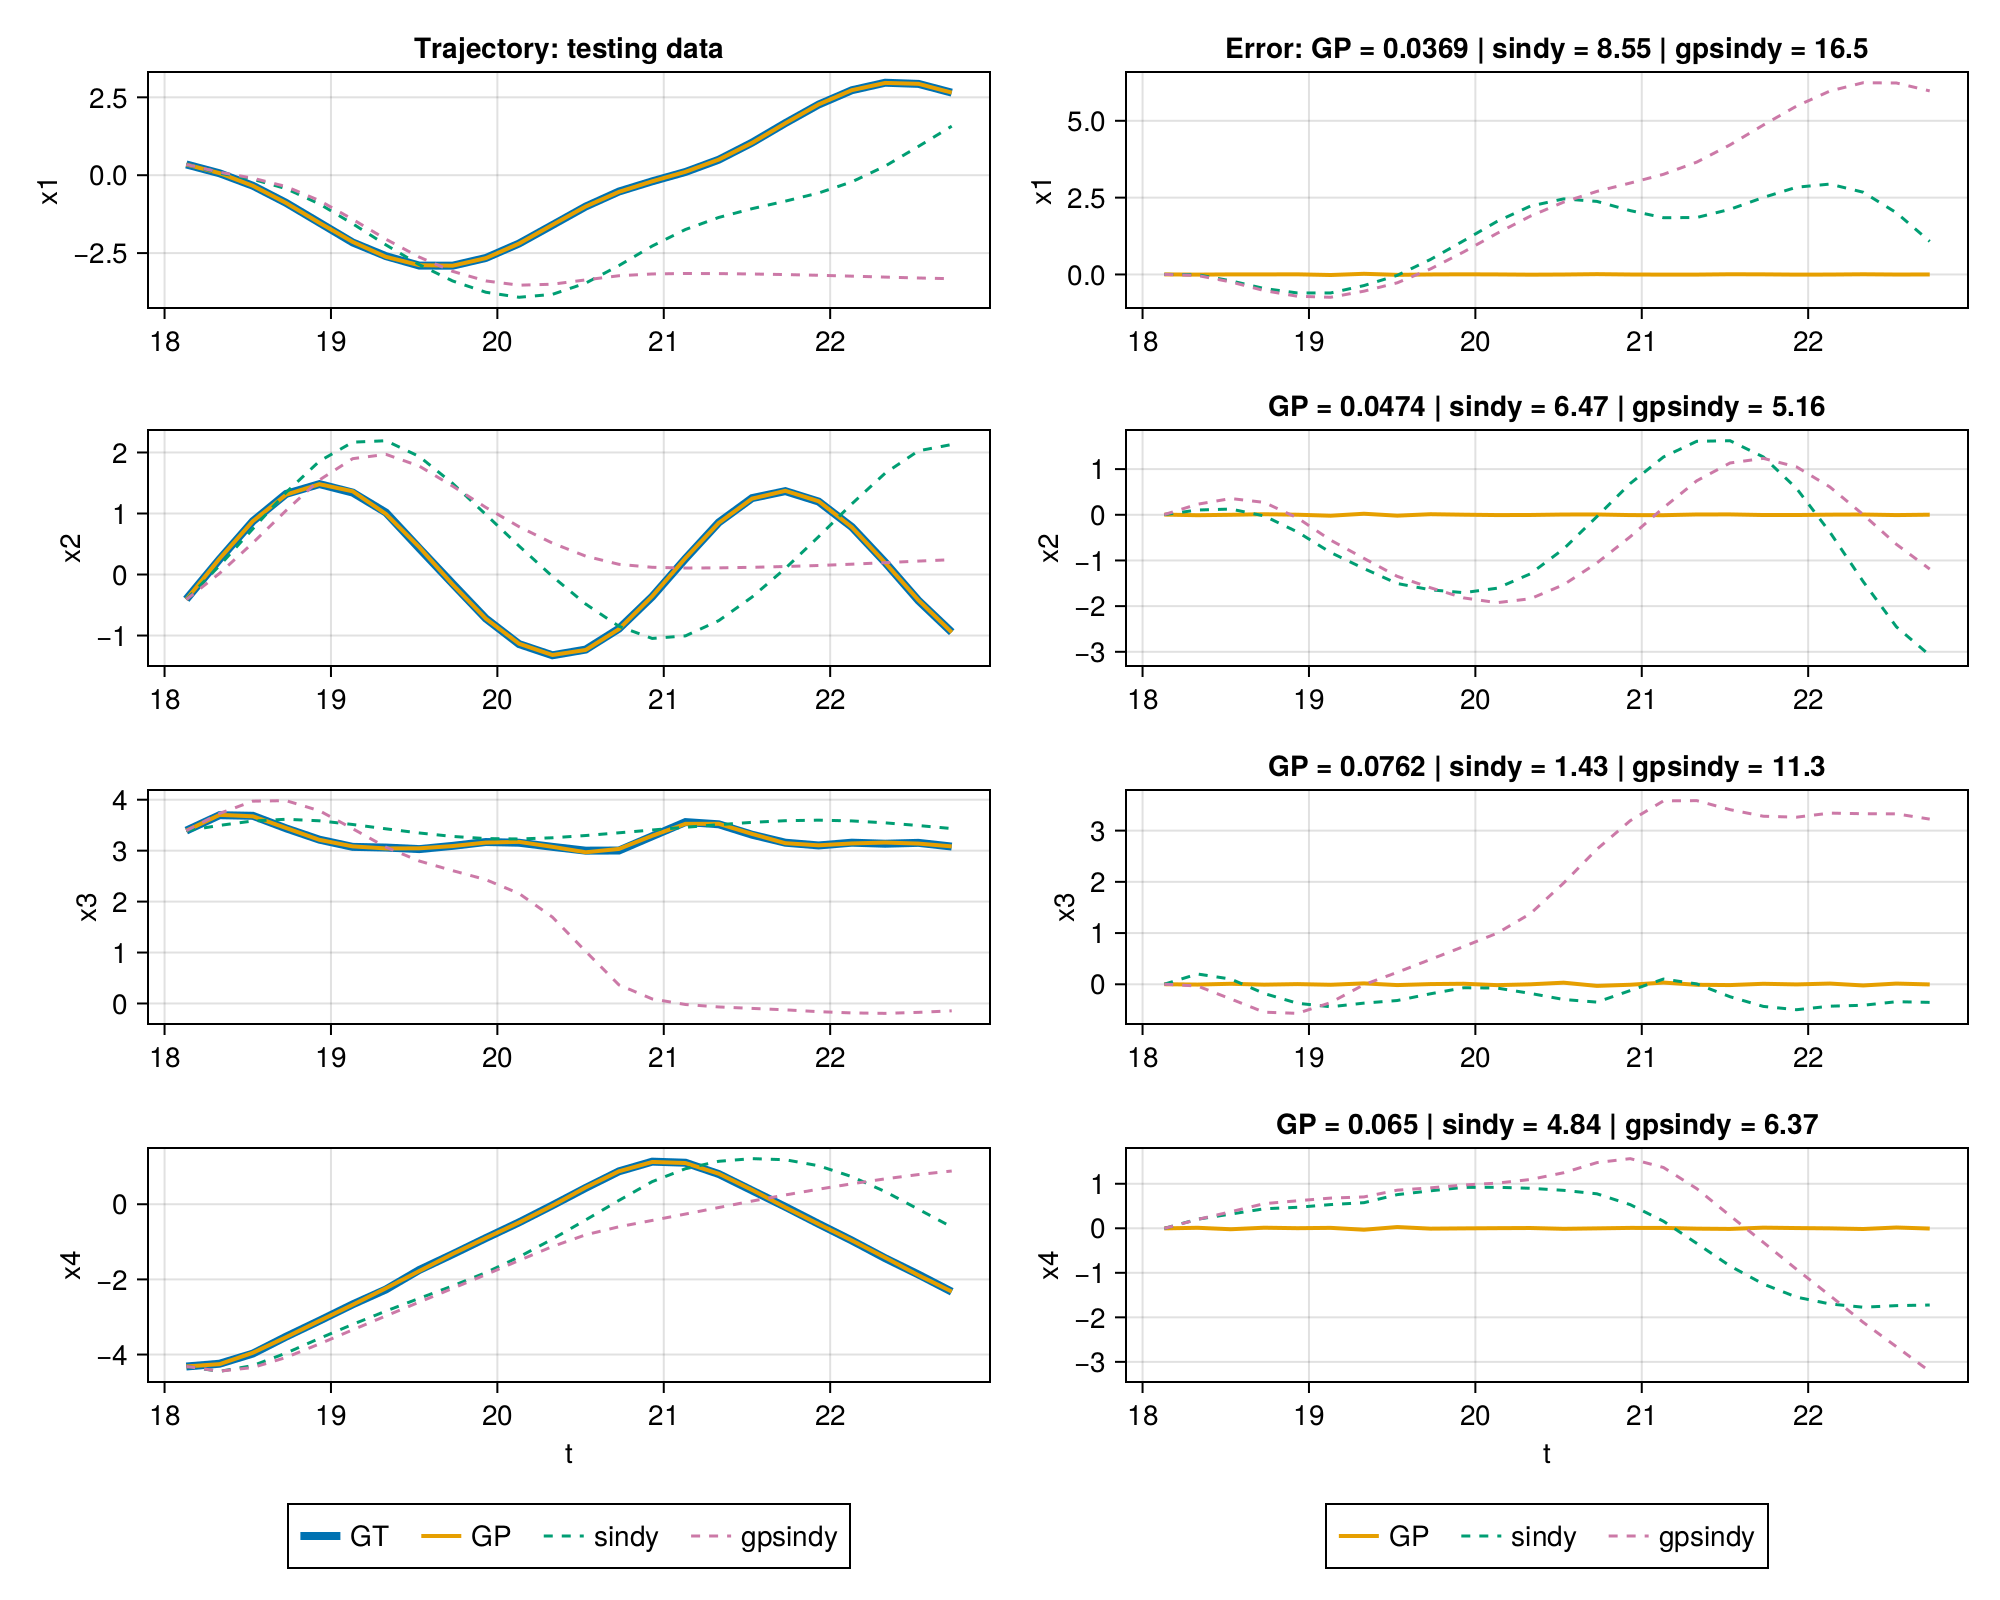 Trajectory: testing data
Error: GP = 0.0369 | sindy = 8.55 | gpsindy = 16.5
2.5
0.0
−2.5
x1
18 19 20 21 22
5.0
2.5
0.0
x1
18 19 20 21 22
GP = 0.0474 | sindy = 6.47 | gpsindy = 5.16
2
1
0
−1
x2
18 19 20 21 22
1
0
−1
−2
−3
x2
18 19 20 21 22
GP = 0.0762 | sindy = 1.43 | gpsindy = 11.3
4
3
2
1
0
x3
18 19 20 21 22
3
2
1
0
x3
18 19 20 21 22
GP = 0.065 | sindy = 4.84 | gpsindy = 6.37
0
−2
−4
x4
18 19 20 21 22
t
1
0
−1
−2
−3
x4
18 19 20 21 22
t
GT GP sindy gpsindy
GP sindy gpsindy